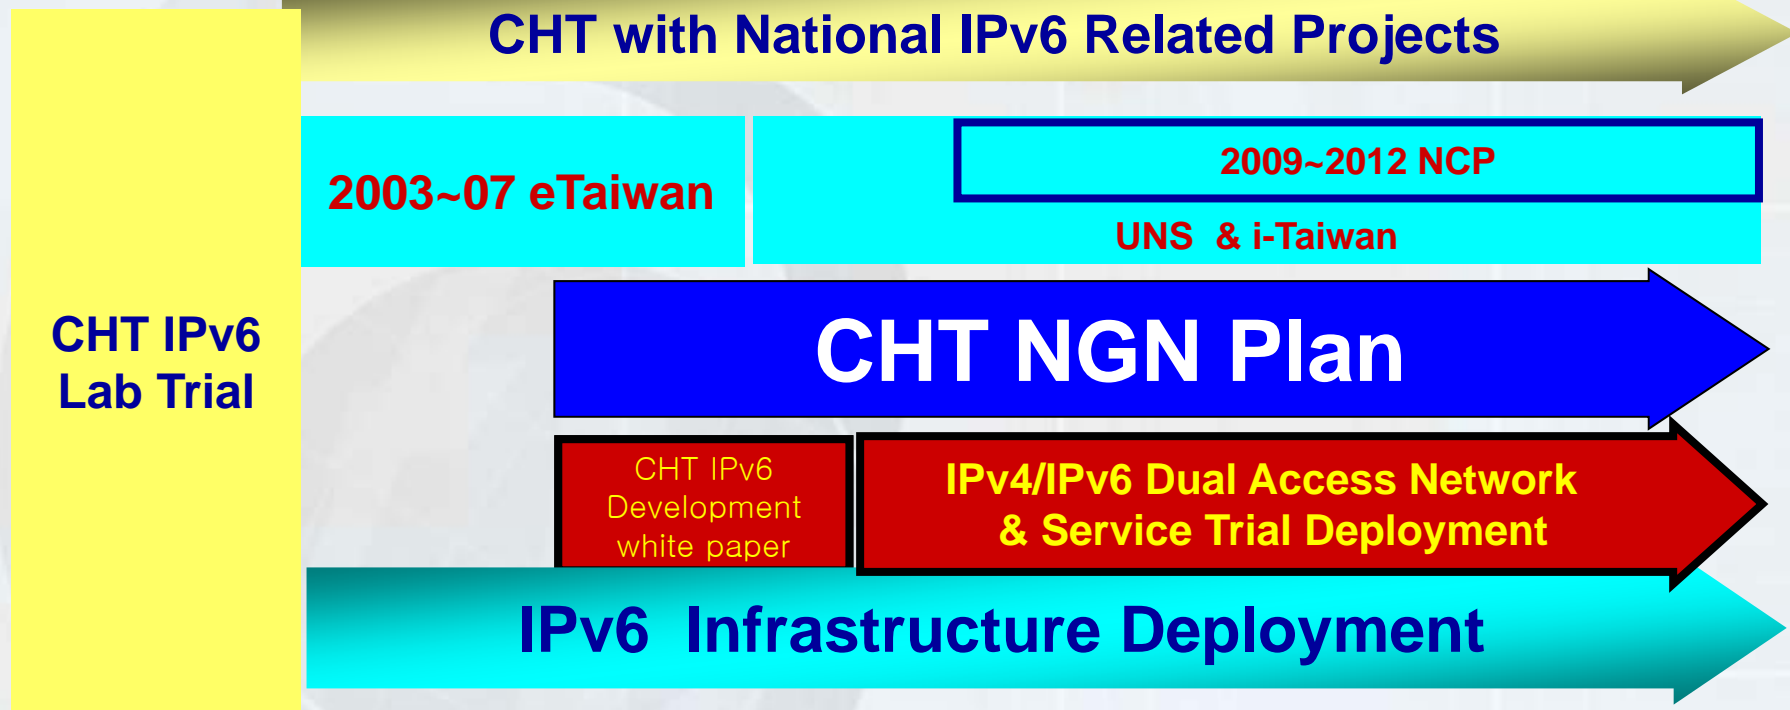 CHT with National IPv6 Related Projects
2003~07 eTaiwan
2009~2012 NCP
UNS & i-Taiwan
CHT IPv6
Lab Trial
CHT NGN Plan
CHT IPv6
Development
white paper
IPv4/IPv6 Dual Access Network
& Service Trial Deployment
IPv6 Infrastructure Deployment